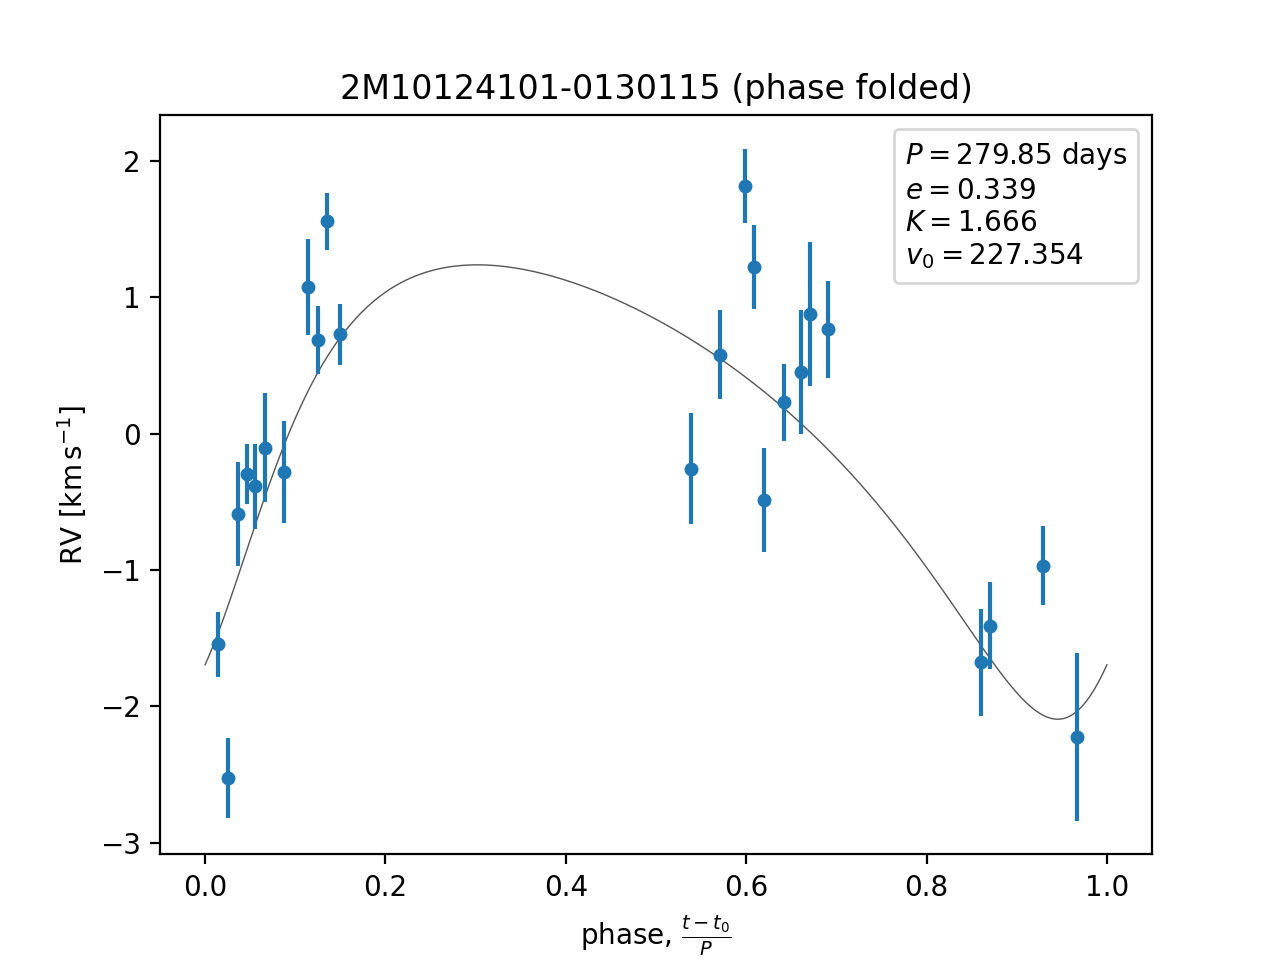 2M10124101-0130115 (phase folded)
P = 279.85 days
e = 0.339
K = 1.666
v₀ = 227.354
2
1
0
−1
−2
−3
RV [km s⁻¹]
0.0 0.2 0.4 0.6 0.8 1.0
phase, (t − t₀)/P